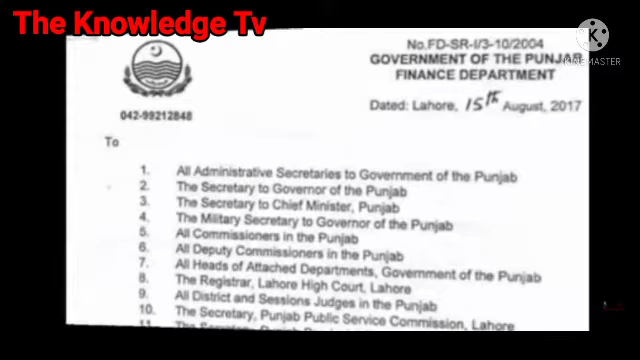 The Knowledge Tv
No.FD-SR-I/3-10/2004
GOVERNMENT OF THE PUNJAB
FINANCE DEPARTMENT
Dated: Lahore, 15th August, 2017
042-99212848
To
1. All Administrative Secretaries to Government of the Punjab
2. The Secretary to Governor of the Punjab
3. The Secretary to Chief Minister, Punjab
4. The Military Secretary to Governor of the Punjab
5. All Commissioners in the Punjab
6. All Deputy Commissioners in the Punjab
7. All Heads of Attached Departments, Government of the Punjab
8. The Registrar, Lahore High Court, Lahore
9. All District and Sessions Judges in the Punjab
10. The Secretary, Punjab Public Service Commission, Lahore
11. The